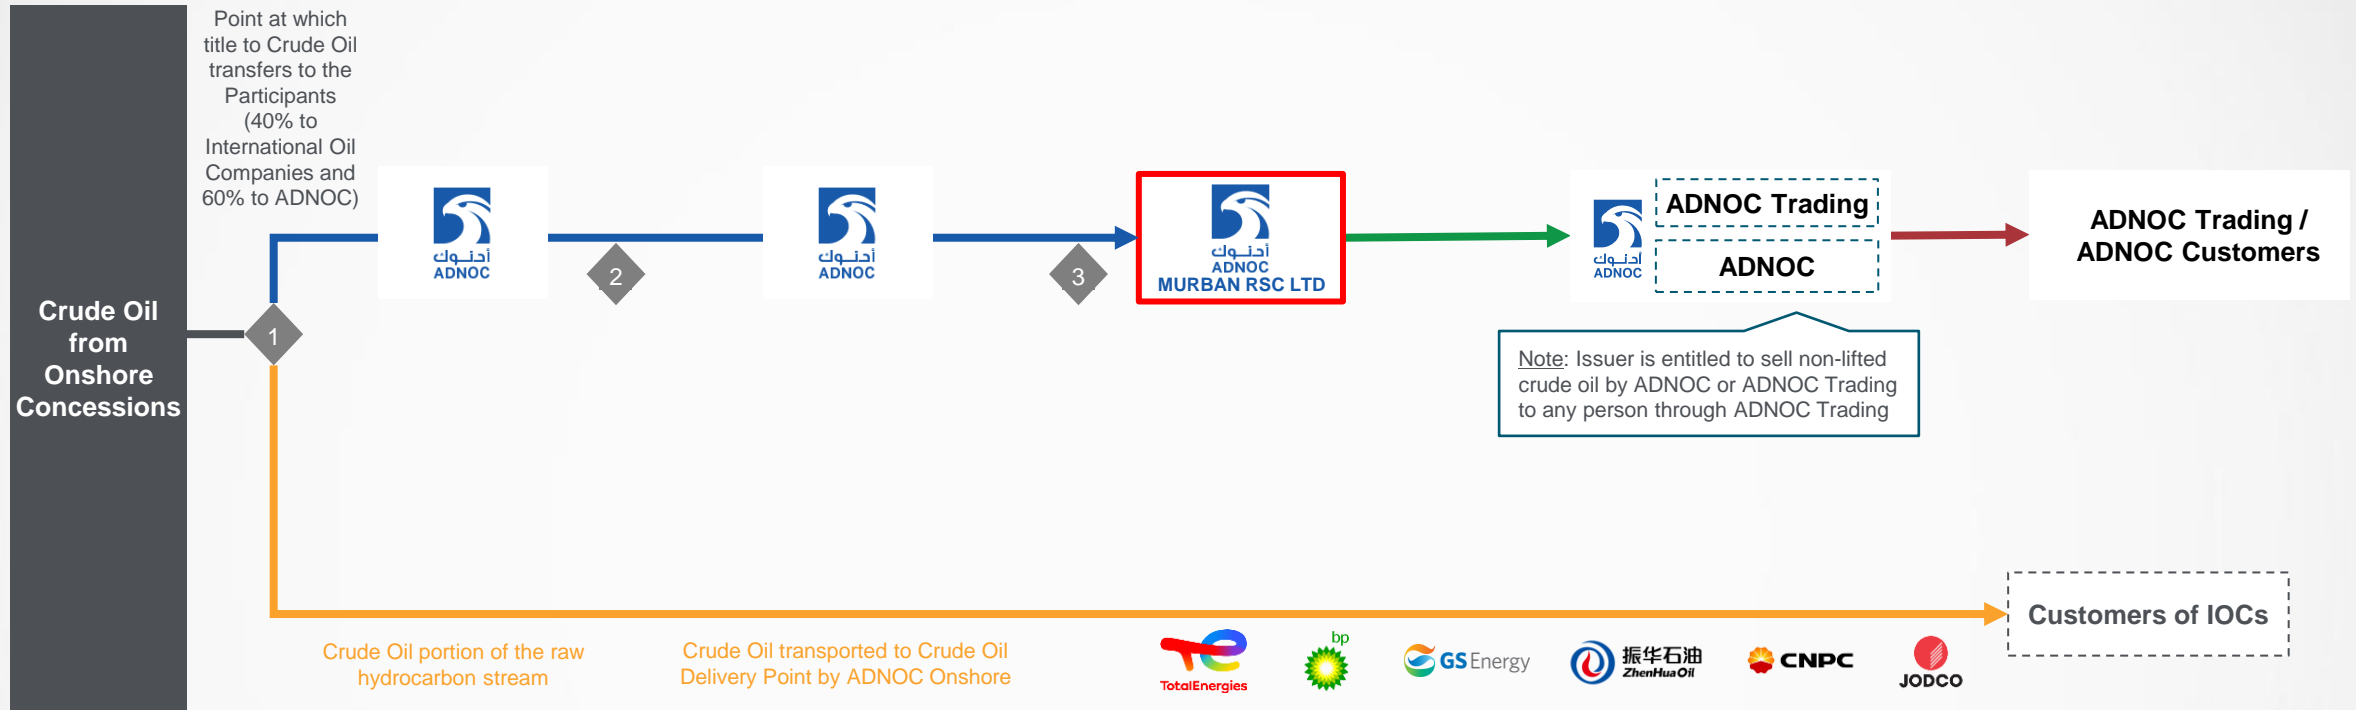 Point at which
title to Crude Oil
transfers to the
Participants
(40% to
International Oil
Companies and
60% to ADNOC)
Crude Oil
from
Onshore
Concessions
1
أدنـوك
ADNOC
2
أدنـوك
ADNOC
3
أدنـوك
ADNOC
MURBAN RSC LTD
أدنـوك
ADNOC
ADNOC Trading
ADNOC
ADNOC Trading /
ADNOC Customers
Note: Issuer is entitled to sell non-lifted
crude oil by ADNOC or ADNOC Trading
to any person through ADNOC Trading
Customers of IOCs
Crude Oil portion of the raw
hydrocarbon stream
Crude Oil transported to Crude Oil
Delivery Point by ADNOC Onshore
TotalEnergies
bp
GS Energy
振华石油
ZhenHua Oil
CNPC
JODCO